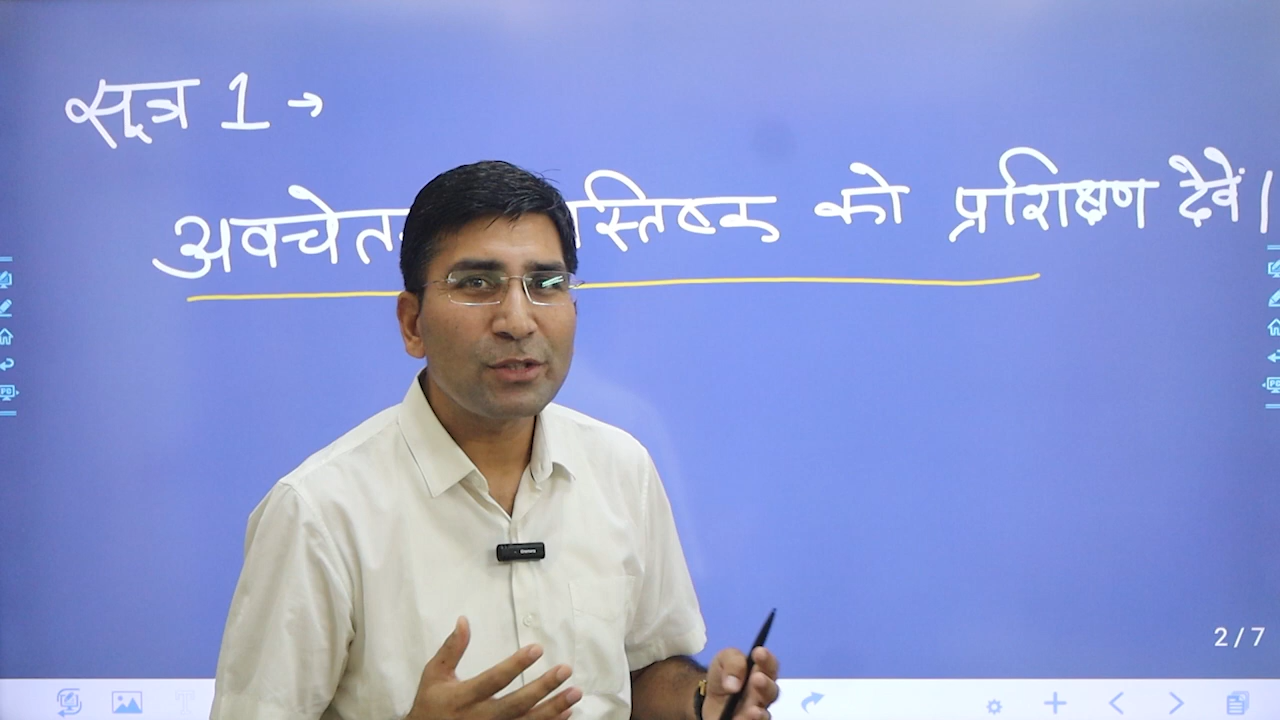 सूत्र 1 →
अवचेत स्तिष्क को प्रशिक्षण देवें।
2 / 7